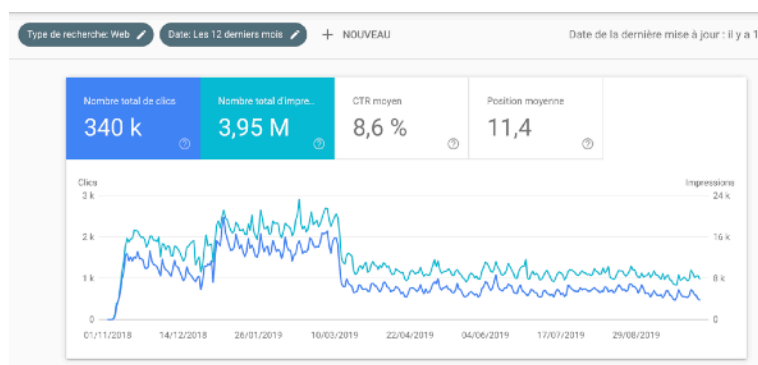 Type de recherche: Web Date: Les 12 derniers mois + NOUVEAU Date de la dernière mise à jour : il y a 1
Nombre total de clics Nombre total d'impre... CTR moyen Position moyenne
340 k 3,95 M 8,6 % 11,4
Clics Impressions
3 k 24 k
2 k 16 k
1 k 8 k
0 0
01/11/2018 14/12/2018 26/01/2019 10/03/2019 22/04/2019 04/06/2019 17/07/2019 29/08/2019